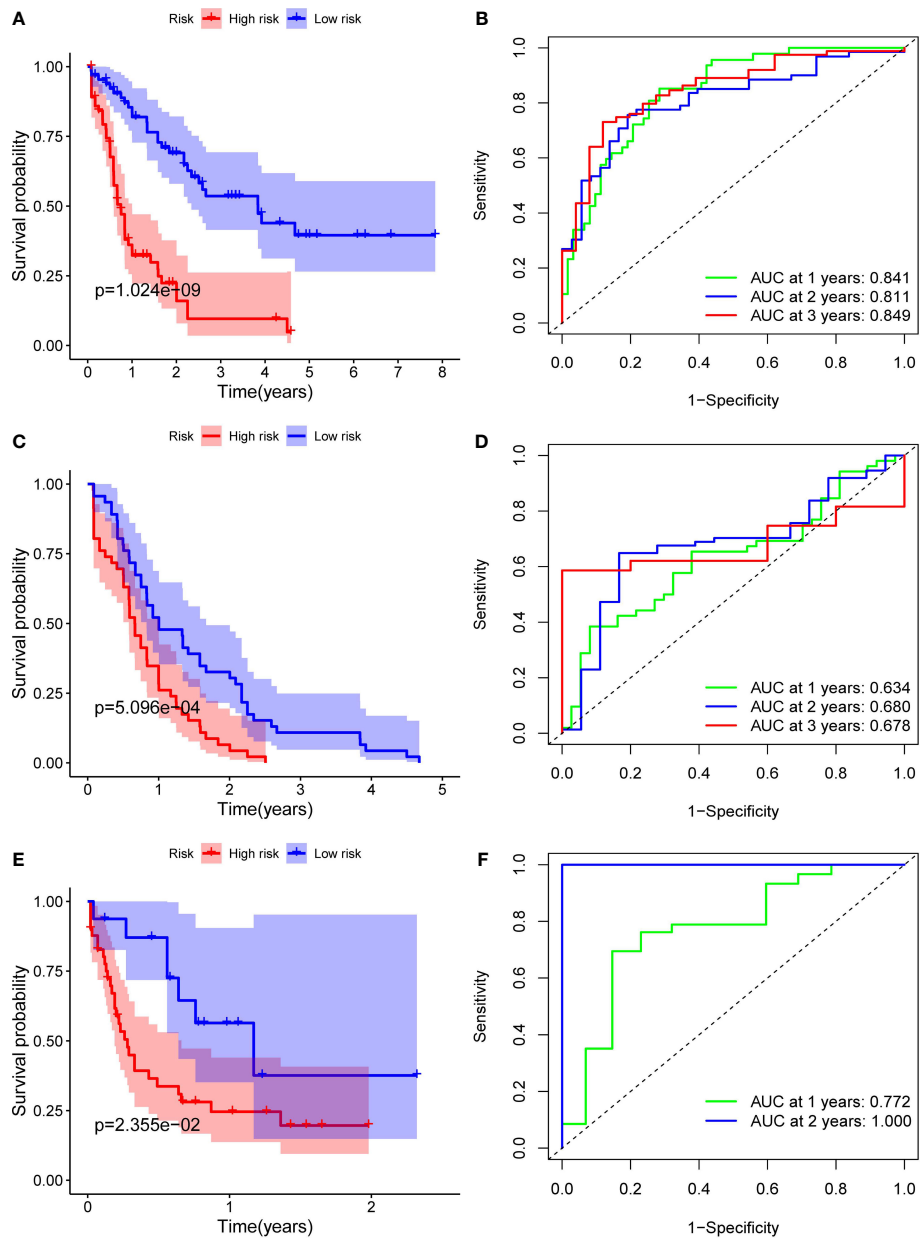 A
Risk High risk Low risk
Survival probability
1.00
0.75
0.50
0.25
0.00
p=1.024e−09
0 1 2 3 4 5 6 7 8
Time(years)
B
Sensitivity
1.0
0.8
0.6
0.4
0.2
0.0
AUC at 1 years: 0.841
AUC at 2 years: 0.811
AUC at 3 years: 0.849
0.0 0.2 0.4 0.6 0.8 1.0
1−Specificity
C
Risk High risk Low risk
Survival probability
1.00
0.75
0.50
0.25
0.00
p=5.096e−04
0 1 2 3 4 5
Time(years)
D
Sensitivity
1.0
0.8
0.6
0.4
0.2
0.0
AUC at 1 years: 0.634
AUC at 2 years: 0.680
AUC at 3 years: 0.678
0.0 0.2 0.4 0.6 0.8 1.0
1−Specificity
E
Risk High risk Low risk
Survival probability
1.00
0.75
0.50
0.25
0.00
p=2.355e−02
0 1 2
Time(years)
F
Sensitivity
1.0
0.8
0.6
0.4
0.2
0.0
AUC at 1 years: 0.772
AUC at 2 years: 1.000
0.0 0.2 0.4 0.6 0.8 1.0
1−Specificity